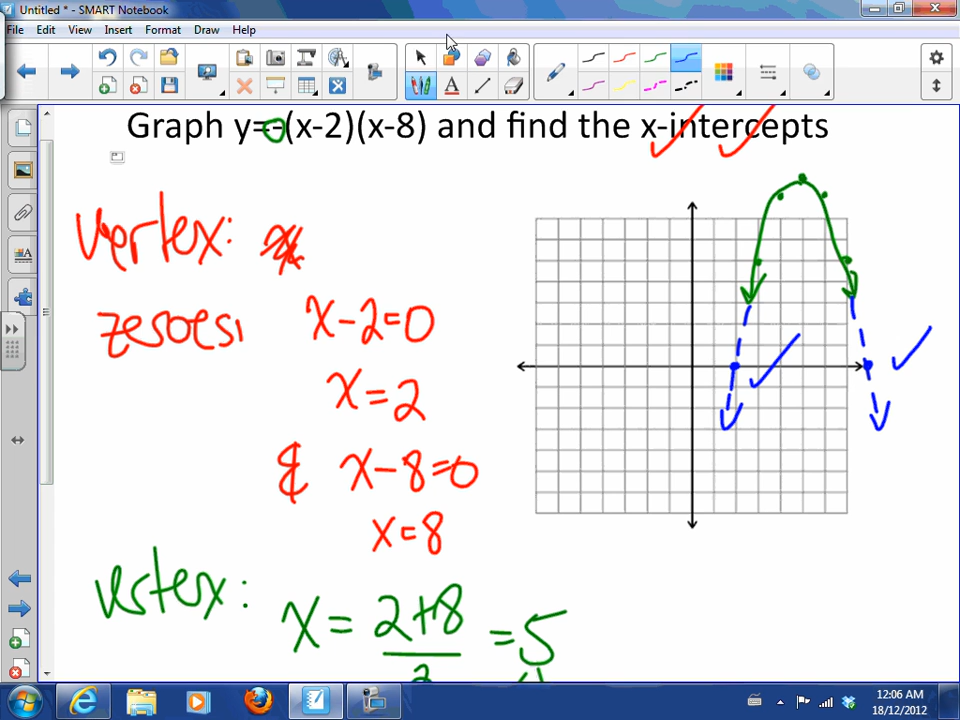 Untitled * - SMART Notebook
File Edit View Insert Format Draw Help
Graph y=-(x-2)(x-8) and find the x-intercepts
vertex:
zeroes: x-2=0
x=2
& x-8=0
x=8
vertex: x = 2+8 = 5
2
12:06 AM
18/12/2012